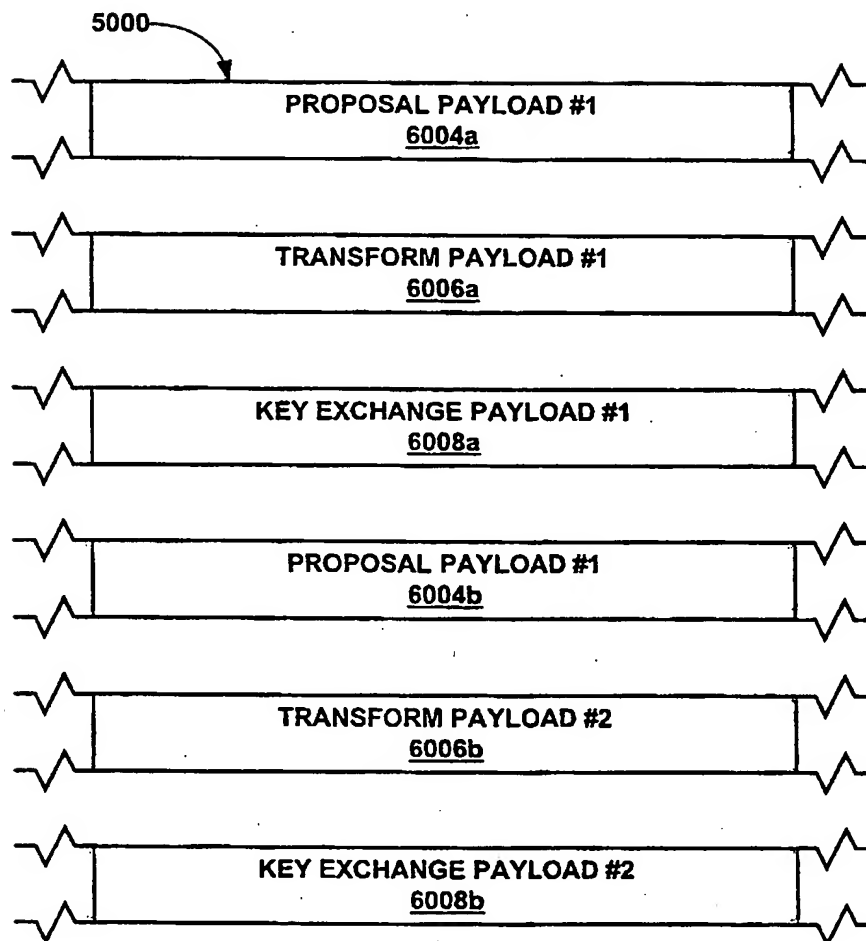 5000
PROPOSAL PAYLOAD #1
6004a
TRANSFORM PAYLOAD #1
6006a
KEY EXCHANGE PAYLOAD #1
6008a
PROPOSAL PAYLOAD #1
6004b
TRANSFORM PAYLOAD #2
6006b
KEY EXCHANGE PAYLOAD #2
6008b